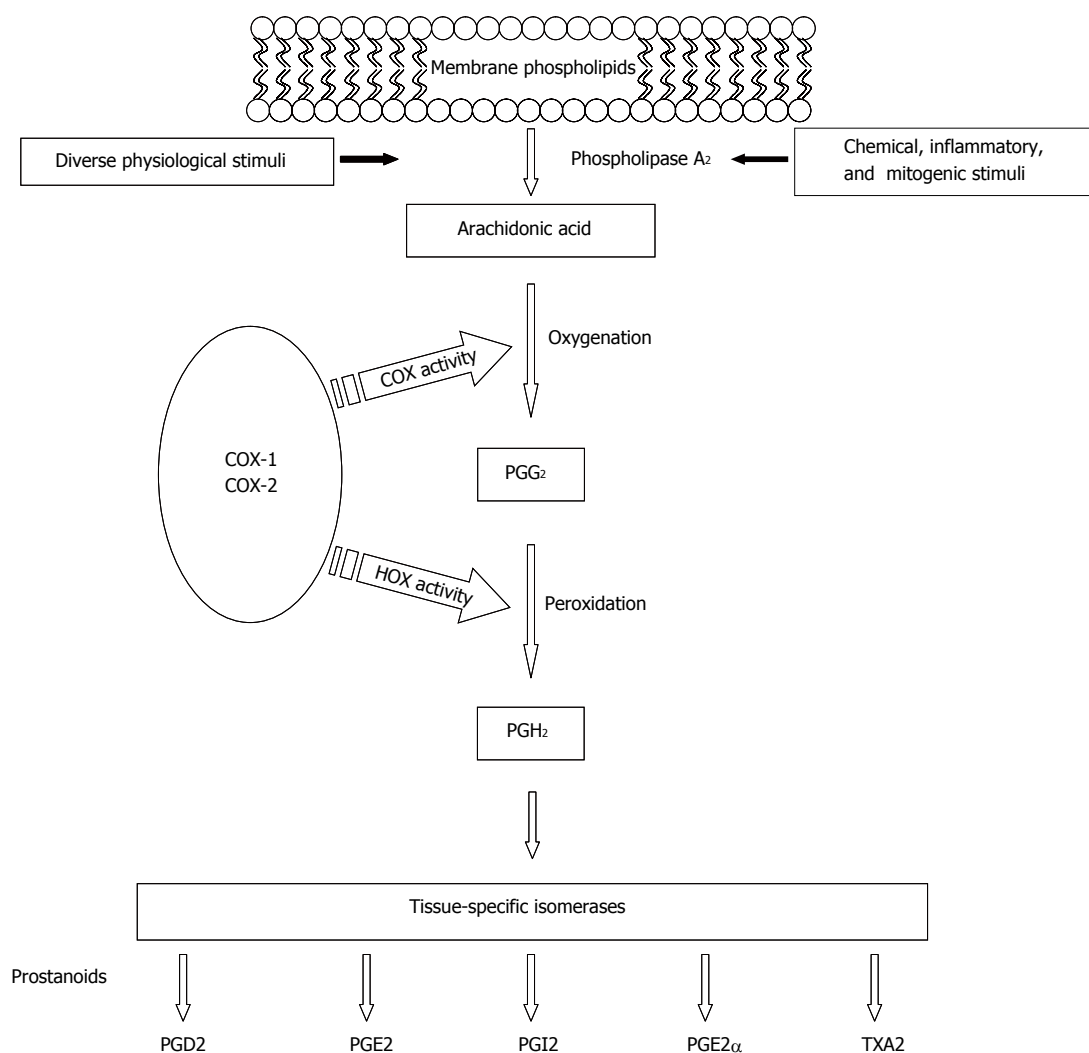 Membrane phospholipids
Diverse physiological stimuli
Phospholipase A₂
Chemical, inflammatory,
and mitogenic stimuli
Arachidonic acid
Oxygenation
COX activity
COX-1
COX-2
PGG₂
HOX activity
Peroxidation
PGH₂
Tissue-specific isomerases
Prostanoids
PGD2
PGE2
PGI2
PGE2α
TXA2